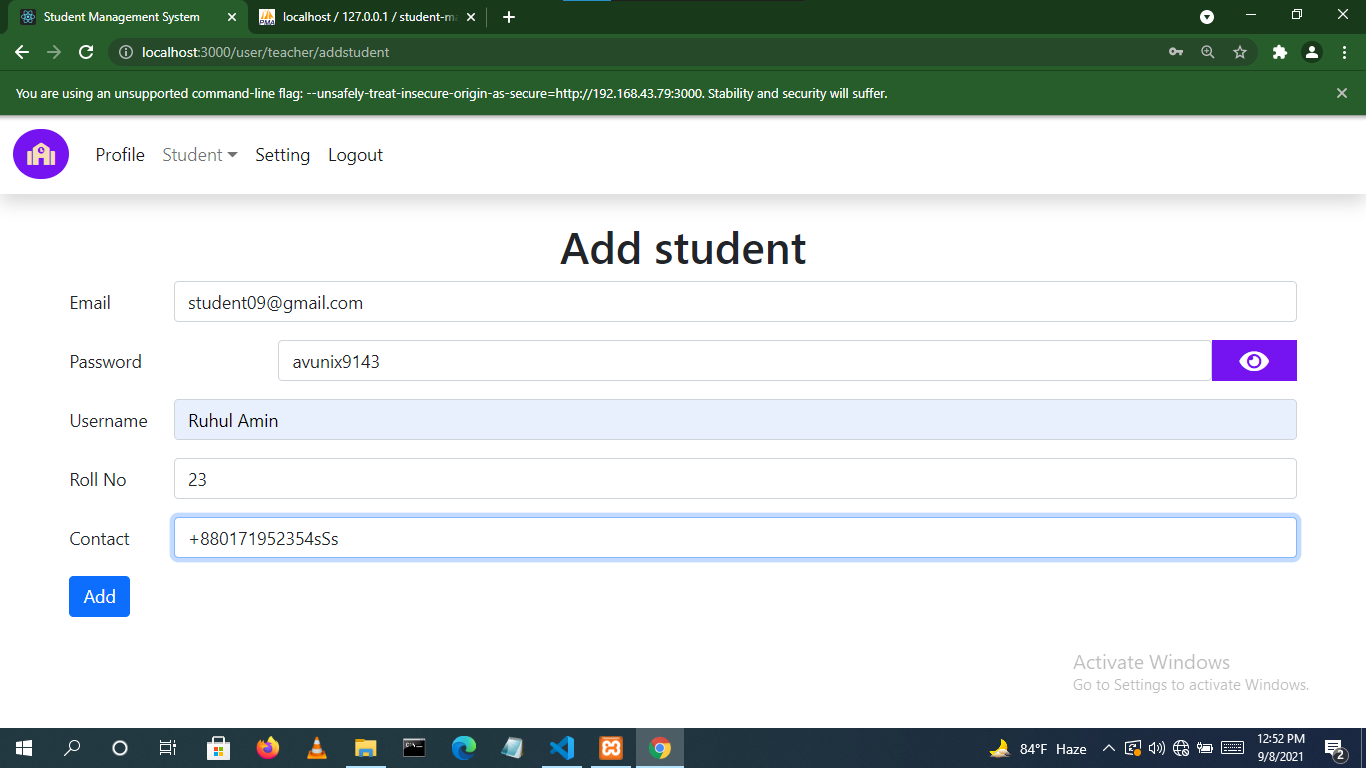 Student Management System
localhost / 127.0.0.1 / student-ma
localhost:3000/user/teacher/addstudent
You are using an unsupported command-line flag: --unsafely-treat-insecure-origin-as-secure=http://192.168.43.79:3000. Stability and security will suffer.
Profile Student Setting Logout
Add student
Email student09@gmail.com
Password avunix9143
Username Ruhul Amin
Roll No 23
Contact +880171952354sSs
Add
Activate Windows
Go to Settings to activate Windows.
84°F Haze
12:52 PM
9/8/2021
2